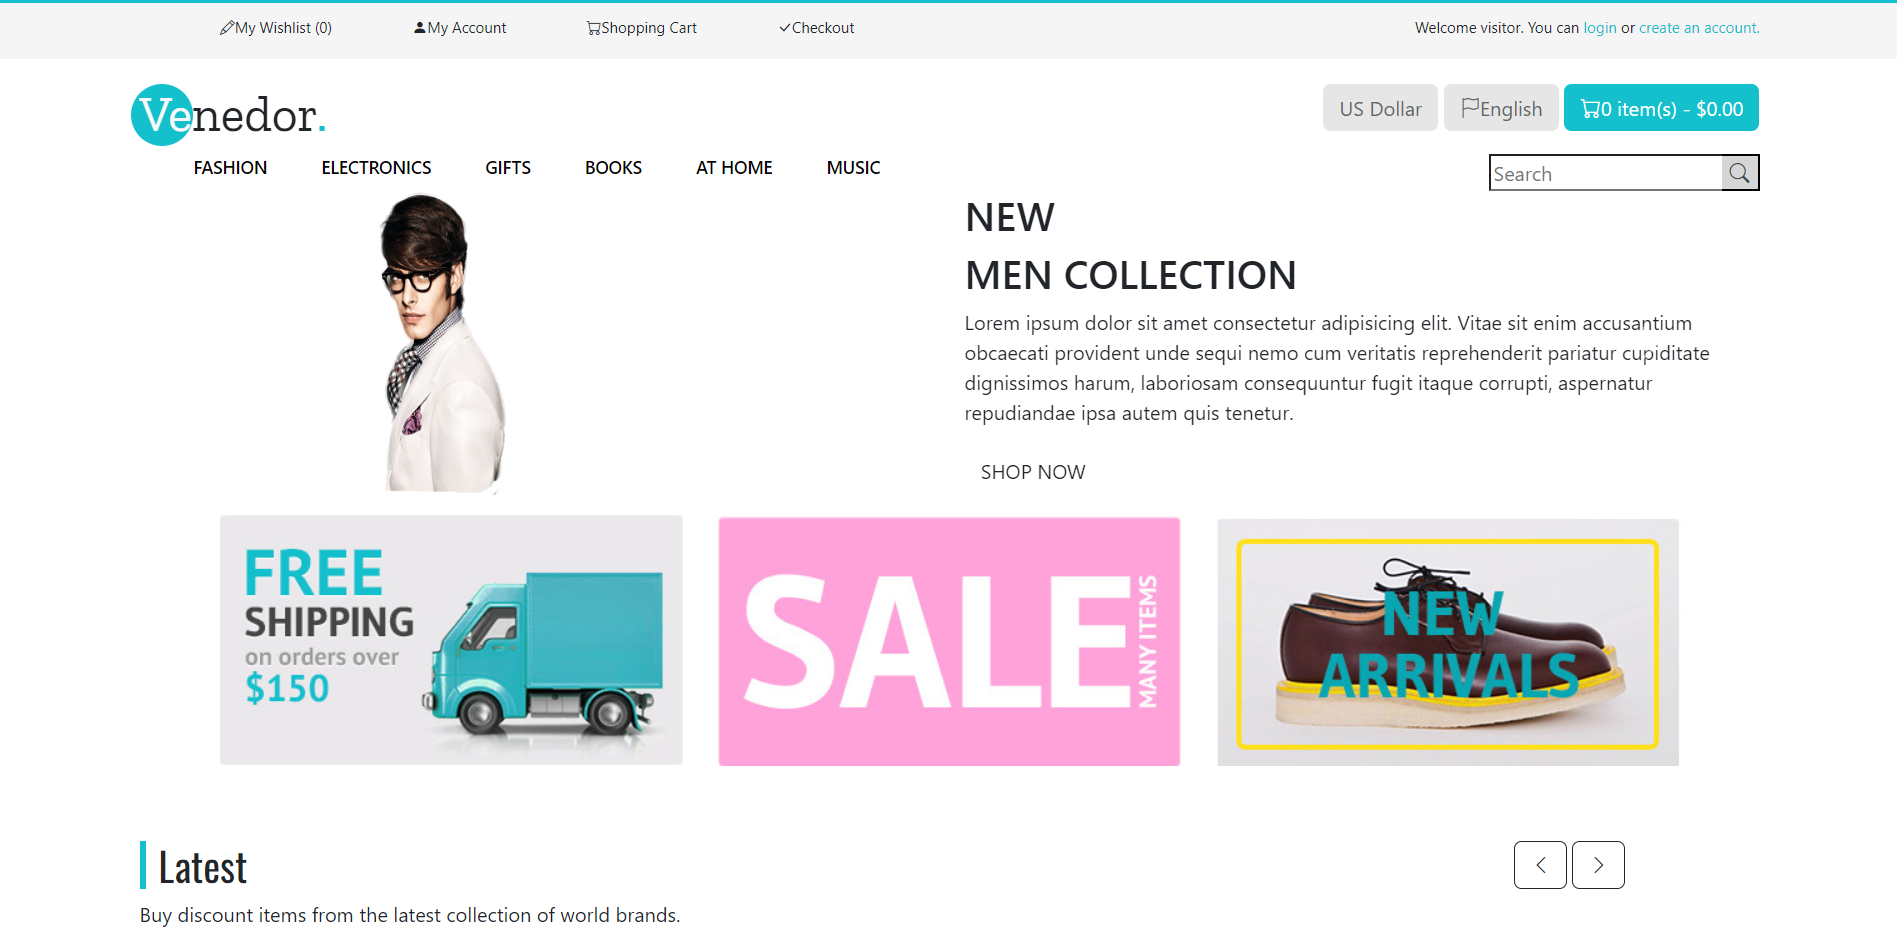 My Wishlist (0)
My Account
Shopping Cart
Checkout
Welcome visitor. You can login or create an account.
Venedor.
US Dollar
English
0 item(s) - $0.00
FASHION
ELECTRONICS
GIFTS
BOOKS
AT HOME
MUSIC
Search
NEW
MEN COLLECTION
Lorem ipsum dolor sit amet consectetur adipisicing elit. Vitae sit enim accusantium
obcaecati provident unde sequi nemo cum veritatis reprehenderit pariatur cupiditate
dignissimos harum, laboriosam consequuntur fugit itaque corrupti, aspernatur
repudiandae ipsa autem quis tenetur.
SHOP NOW
FREE
SHIPPING
on orders over
$150
SALE
MANY ITEMS
NEW
ARRIVALS
Latest
Buy discount items from the latest collection of world brands.